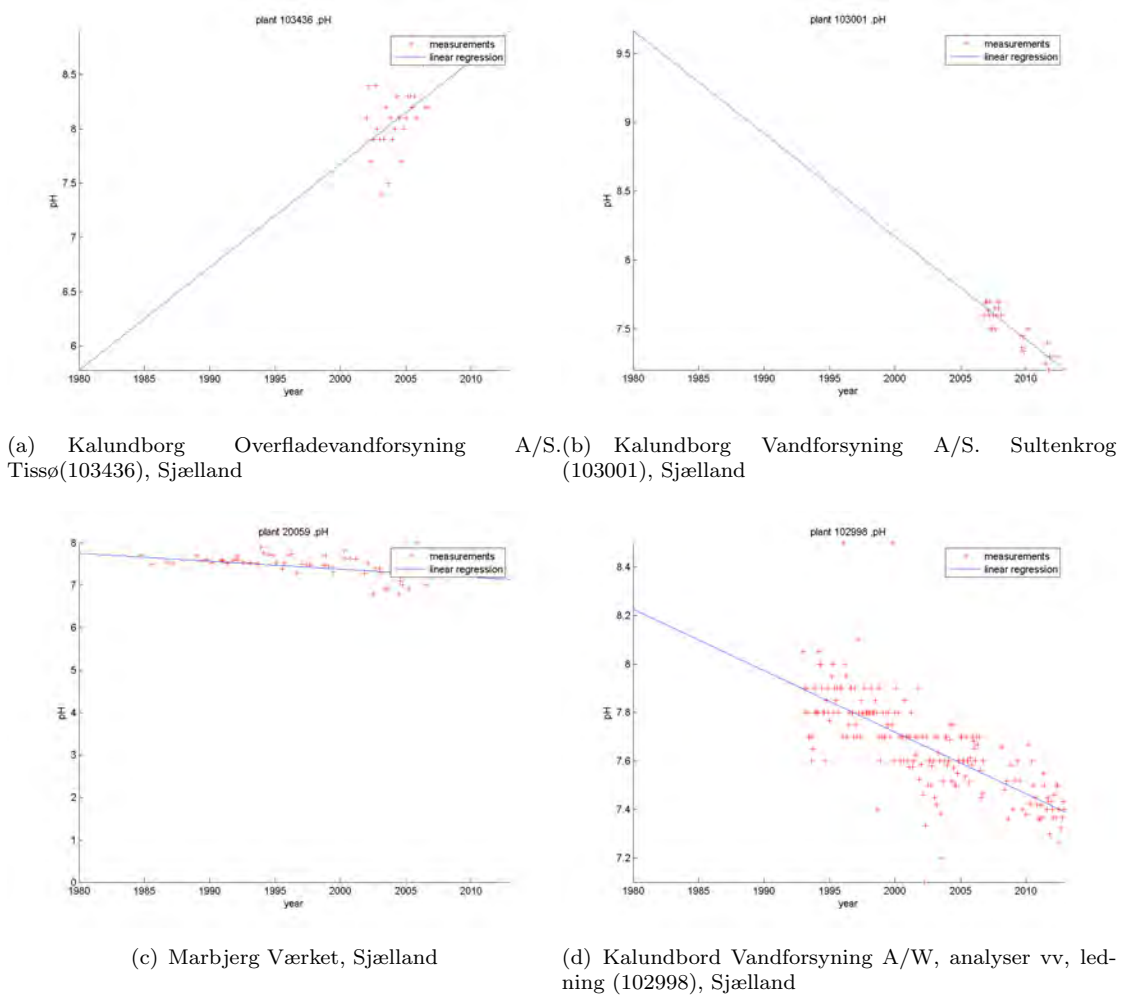 plant 103436 ,pH
measurements
linear regression
8.5
8
7.5
7
6.5
6
pH
1980 1985 1990 1995 2000 2005 2010
year
(a) Kalundborg Overfladevandforsyning A/S.
Tissø(103436), Sjælland
plant 103001 ,pH
measurements
linear regression
9.5
9
8.5
8
7.5
pH
1980 1985 1990 1995 2000 2005 2010
year
(b) Kalundborg Vandforsyning A/S. Sultenkrog
(103001), Sjælland
plant 20059 ,pH
measurements
linear regression
8
7
6
5
4
3
2
1
0
pH
1980 1985 1990 1995 2000 2005 2010
year
(c) Marbjerg Værket, Sjælland
plant 102998 ,pH
measurements
linear regression
8.4
8.2
8
7.8
7.6
7.4
7.2
pH
1980 1985 1990 1995 2000 2005 2010
year
(d) Kalundbord Vandforsyning A/W, analyser vv, led-
ning (102998), Sjælland